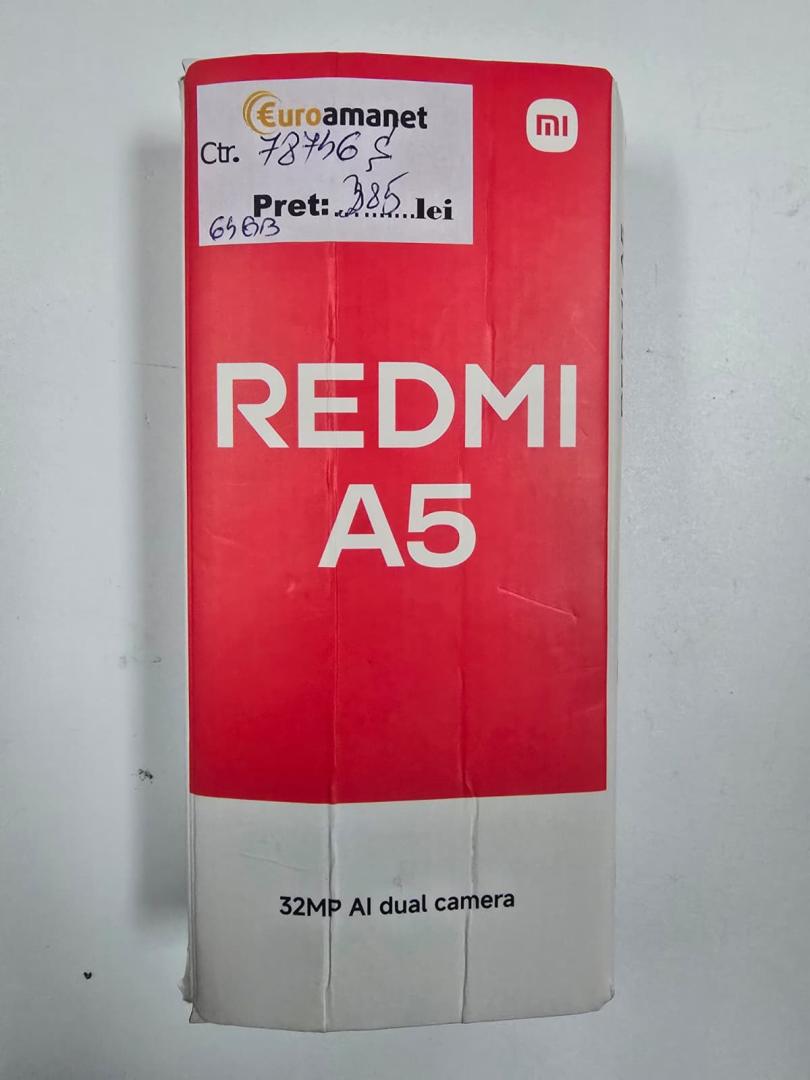 €uroamanet
Ctr. 78746 S
Pret:..385...lei
64GB
mi
REDMI
A5
32MP AI dual camera